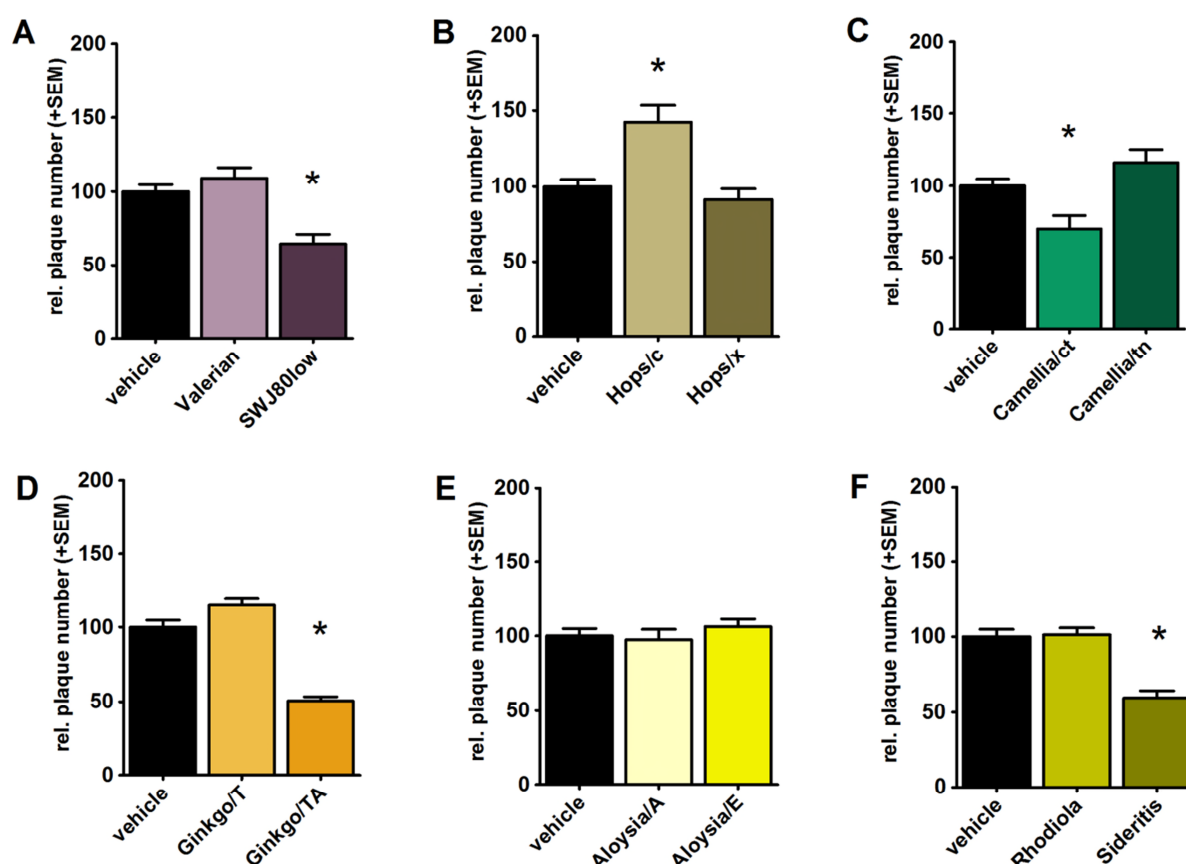 A
rel. plaque number (+SEM)
200
150
100
50
0
*
vehicle
Valerian
SWJ80low
B
rel. plaque number (+SEM)
200
150
100
50
0
*
vehicle
Hops/c
Hops/x
C
rel. plaque number (+SEM)
200
150
100
50
0
*
vehicle
Camellia/ct
Camellia/tn
D
rel. plaque number (+SEM)
200
150
100
50
0
*
vehicle
Ginkgo/T
Ginkgo/TA
E
rel. plaque number (+SEM)
200
150
100
50
0
vehicle
Aloysia/A
Aloysia/E
F
rel. plaque number (+SEM)
200
150
100
50
0
*
vehicle
Rhodiola
Sideritis